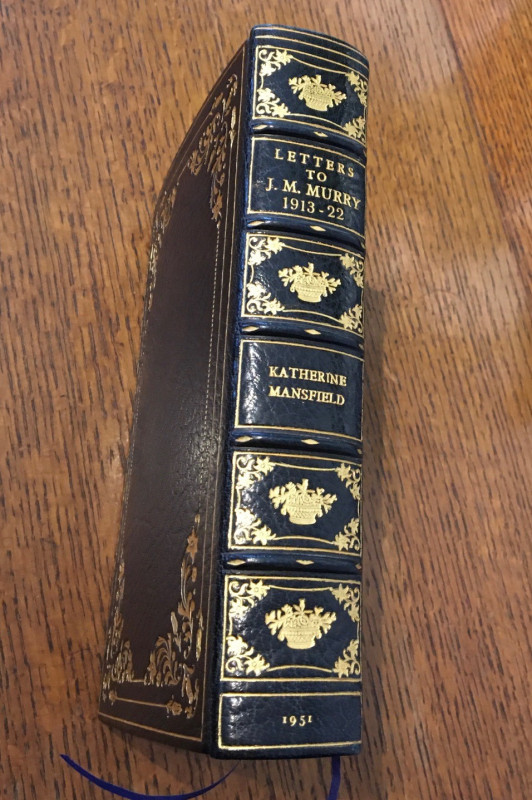 LETTERS
TO
J. M. MURRY
1913-22
KATHERINE
MANSFIELD
1951